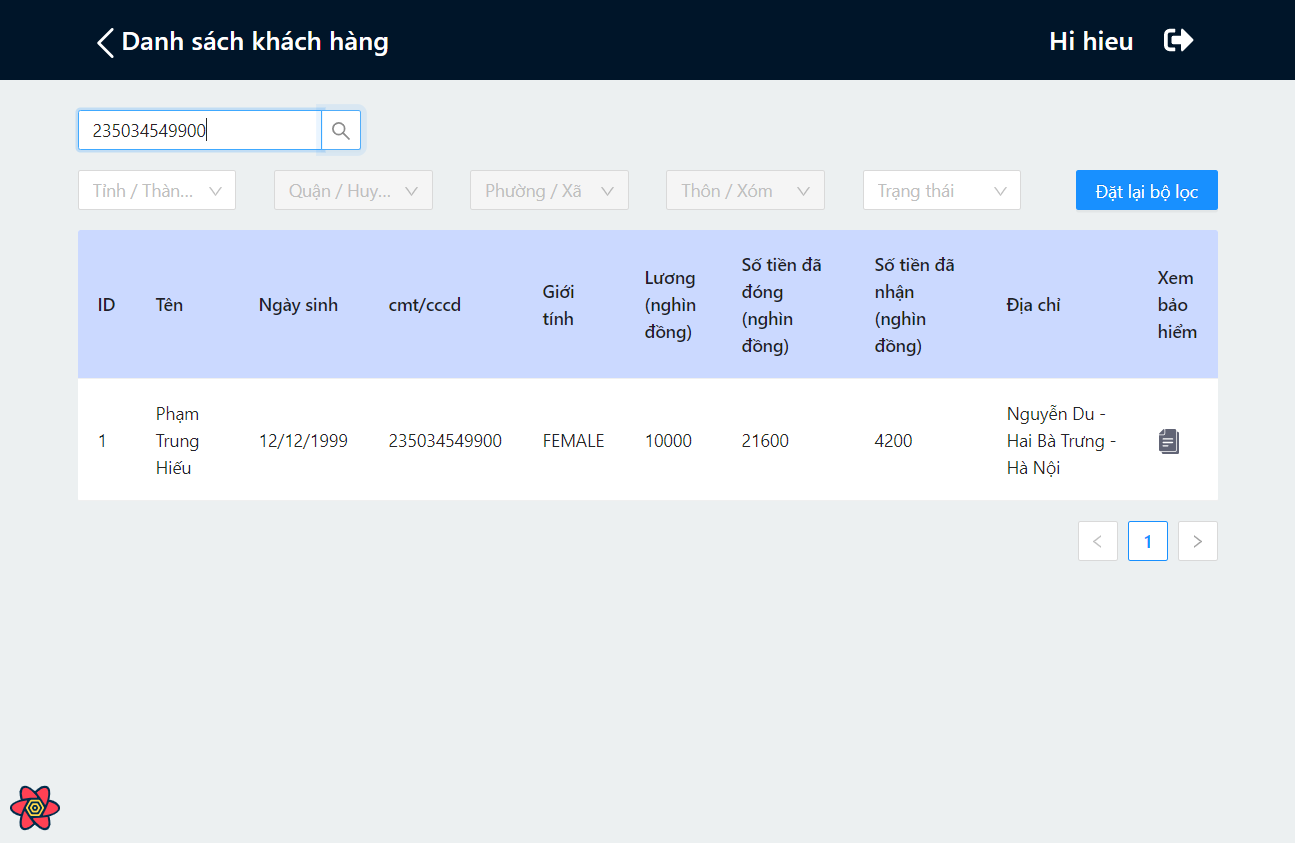 Danh sách khách hàng
Hi hieu
235034549900
Tỉnh / Thàn...
Quận / Huy...
Phường / Xã
Thôn / Xóm
Trạng thái
Đặt lại bộ lọc
ID
Tên
Ngày sinh
cmt/cccd
Giới
tính
Lương
(nghìn
đồng)
Số tiền đã
đóng
(nghìn
đồng)
Số tiền đã
nhận
(nghìn
đồng)
Địa chỉ
Xem
bảo
hiểm
1
Phạm
Trung
Hiếu
12/12/1999
235034549900
FEMALE
10000
21600
4200
Nguyễn Du -
Hai Bà Trưng -
Hà Nội
1